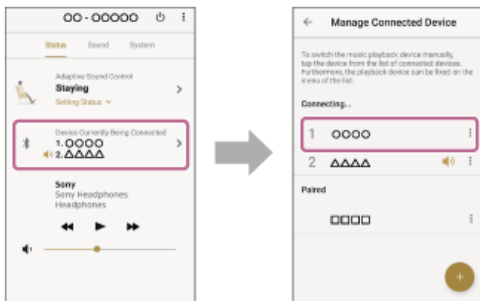 OO - OOOOO
Status Sound System
Adaptive Sound Control
Staying
Setting Status
Device Currently Being Connected
1. OOOO
2. △△△△
Sony
Sony Headphones
Headphones
Manage Connected Device
To switch the music playback device manually,
tap the device from the list of connected devices.
Furthermore, the playback device can be fixed on the
menu of the list.
Connecting...
1 OOOO
2 △△△△
Paired
□□□□